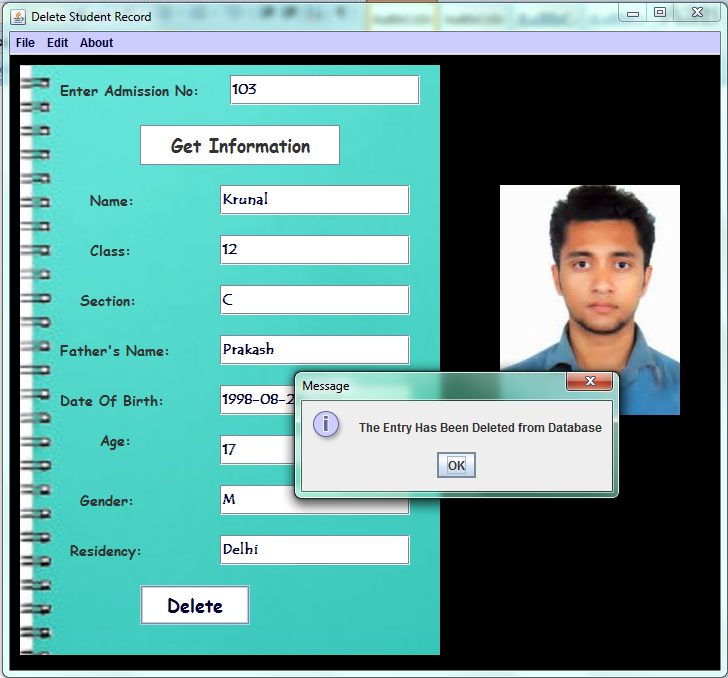 Delete Student Record
File Edit About
Enter Admission No: 103
Get Information
Name: Krunal
Class: 12
Section: C
Father's Name: Prakash
Message
Date Of Birth: 1998-08-2
The Entry Has Been Deleted from Database
Age: 17
OK
Gender: M
Residency: Delhi
Delete